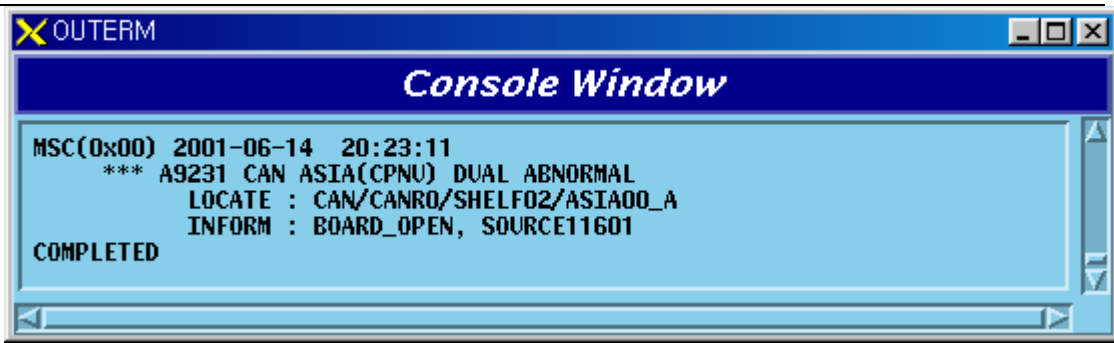 OUTERM
Console Window
MSC(0x00) 2001-06-14 20:23:11
*** A9231 CAN ASIA(CPNU) DUAL ABNORMAL
LOCATE : CAN/CANR0/SHELF02/ASIA00_A
INFORM : BOARD_OPEN, SOURCE11601
COMPLETED